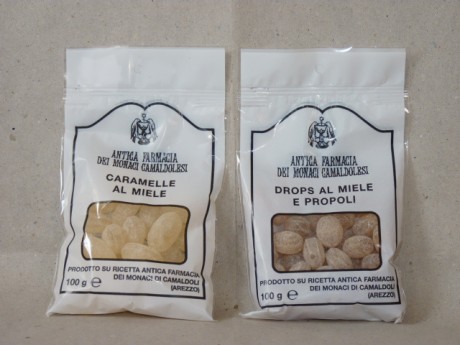 ANTICA FARMACIA
DEI MONACI CAMALDOLESI
CARAMELLE
AL MIELE
PRODOTTO SU RICETTA ANTICA FARMACIA
DEI MONACI DI CAMALDOLI
(AREZZO)
100 g ℮
ANTICA FARMACIA
DEI MONACI CAMALDOLESI
DROPS AL MIELE
E PROPOLI
PRODOTTO SU RICETTA ANTICA FARMACIA
DEI MONACI DI CAMALDOLI
(AREZZO)
100 g ℮